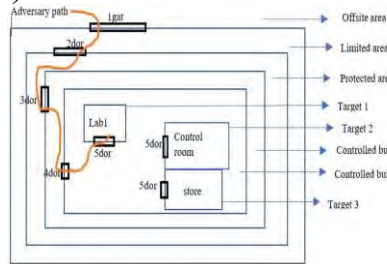 Adversary path
1gat
Offsite area
2dor
Limited area
Protected are
3dor
Target 1
Lab1
Target 2
5dor
5dor
Control
room
Controlled bu
4dor
Controlled bu
5dor
store
Target 3